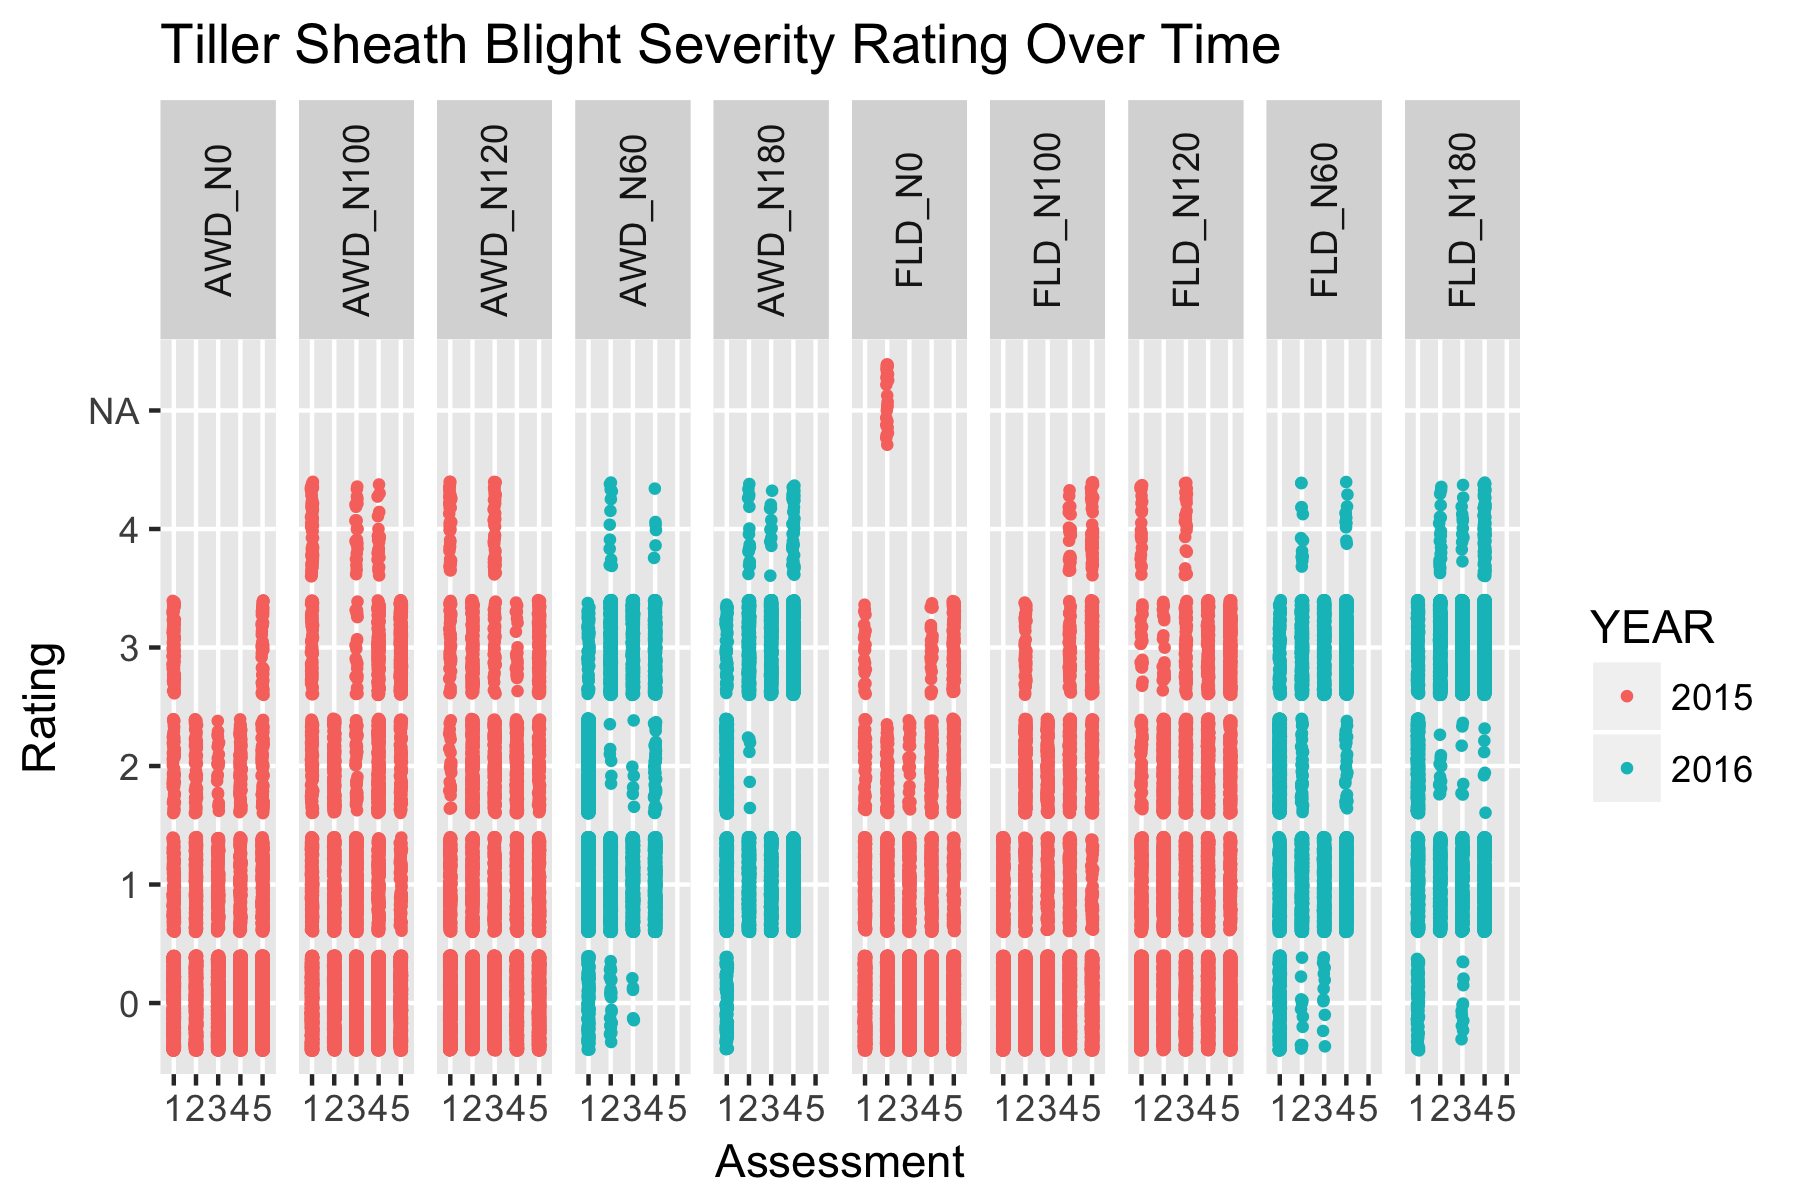 Tiller Sheath Blight Severity Rating Over Time
AWD_N0
AWD_N100
AWD_N120
AWD_N60
AWD_N180
FLD_N0
FLD_N100
FLD_N120
FLD_N60
FLD_N180
NA
4
3
2
1
0
Rating
12345 12345 12345 12345 12345 12345 12345 12345 12345 12345
Assessment
YEAR
2015
2016